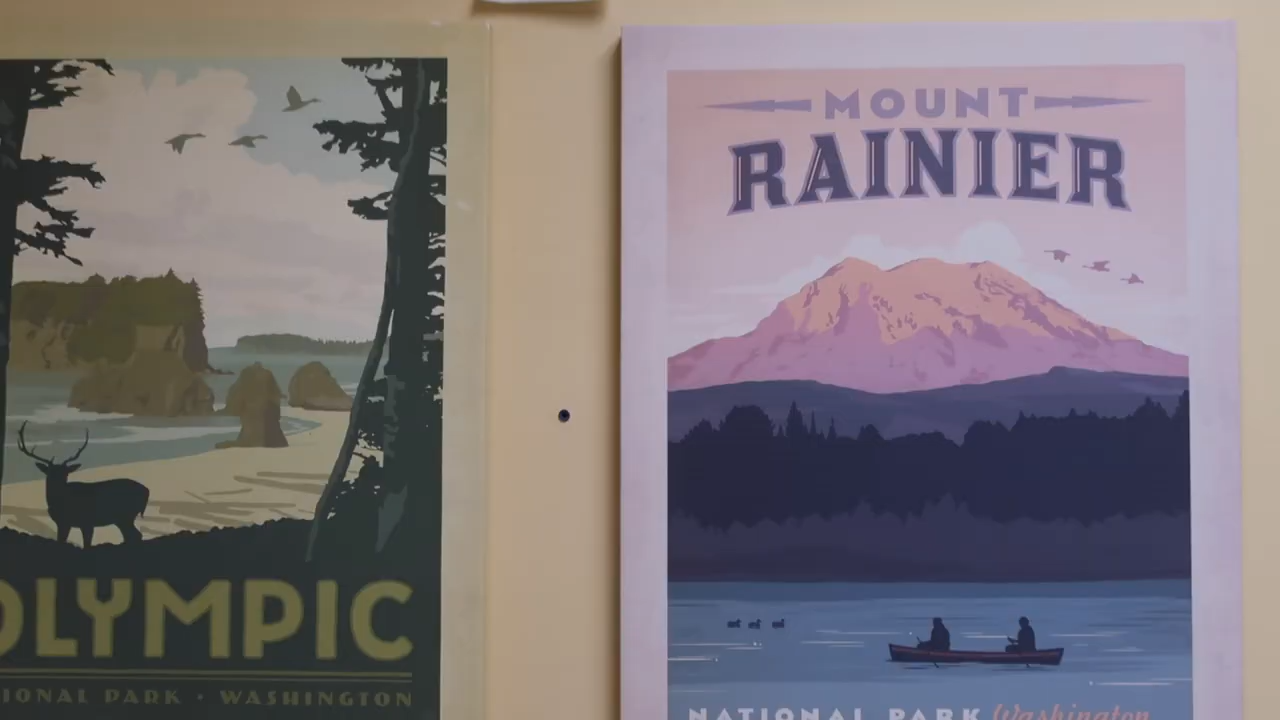 OLYMPIC
IONAL PARK • WASHINGTON
MOUNT
RAINIER
NATIONAL PARK Washington